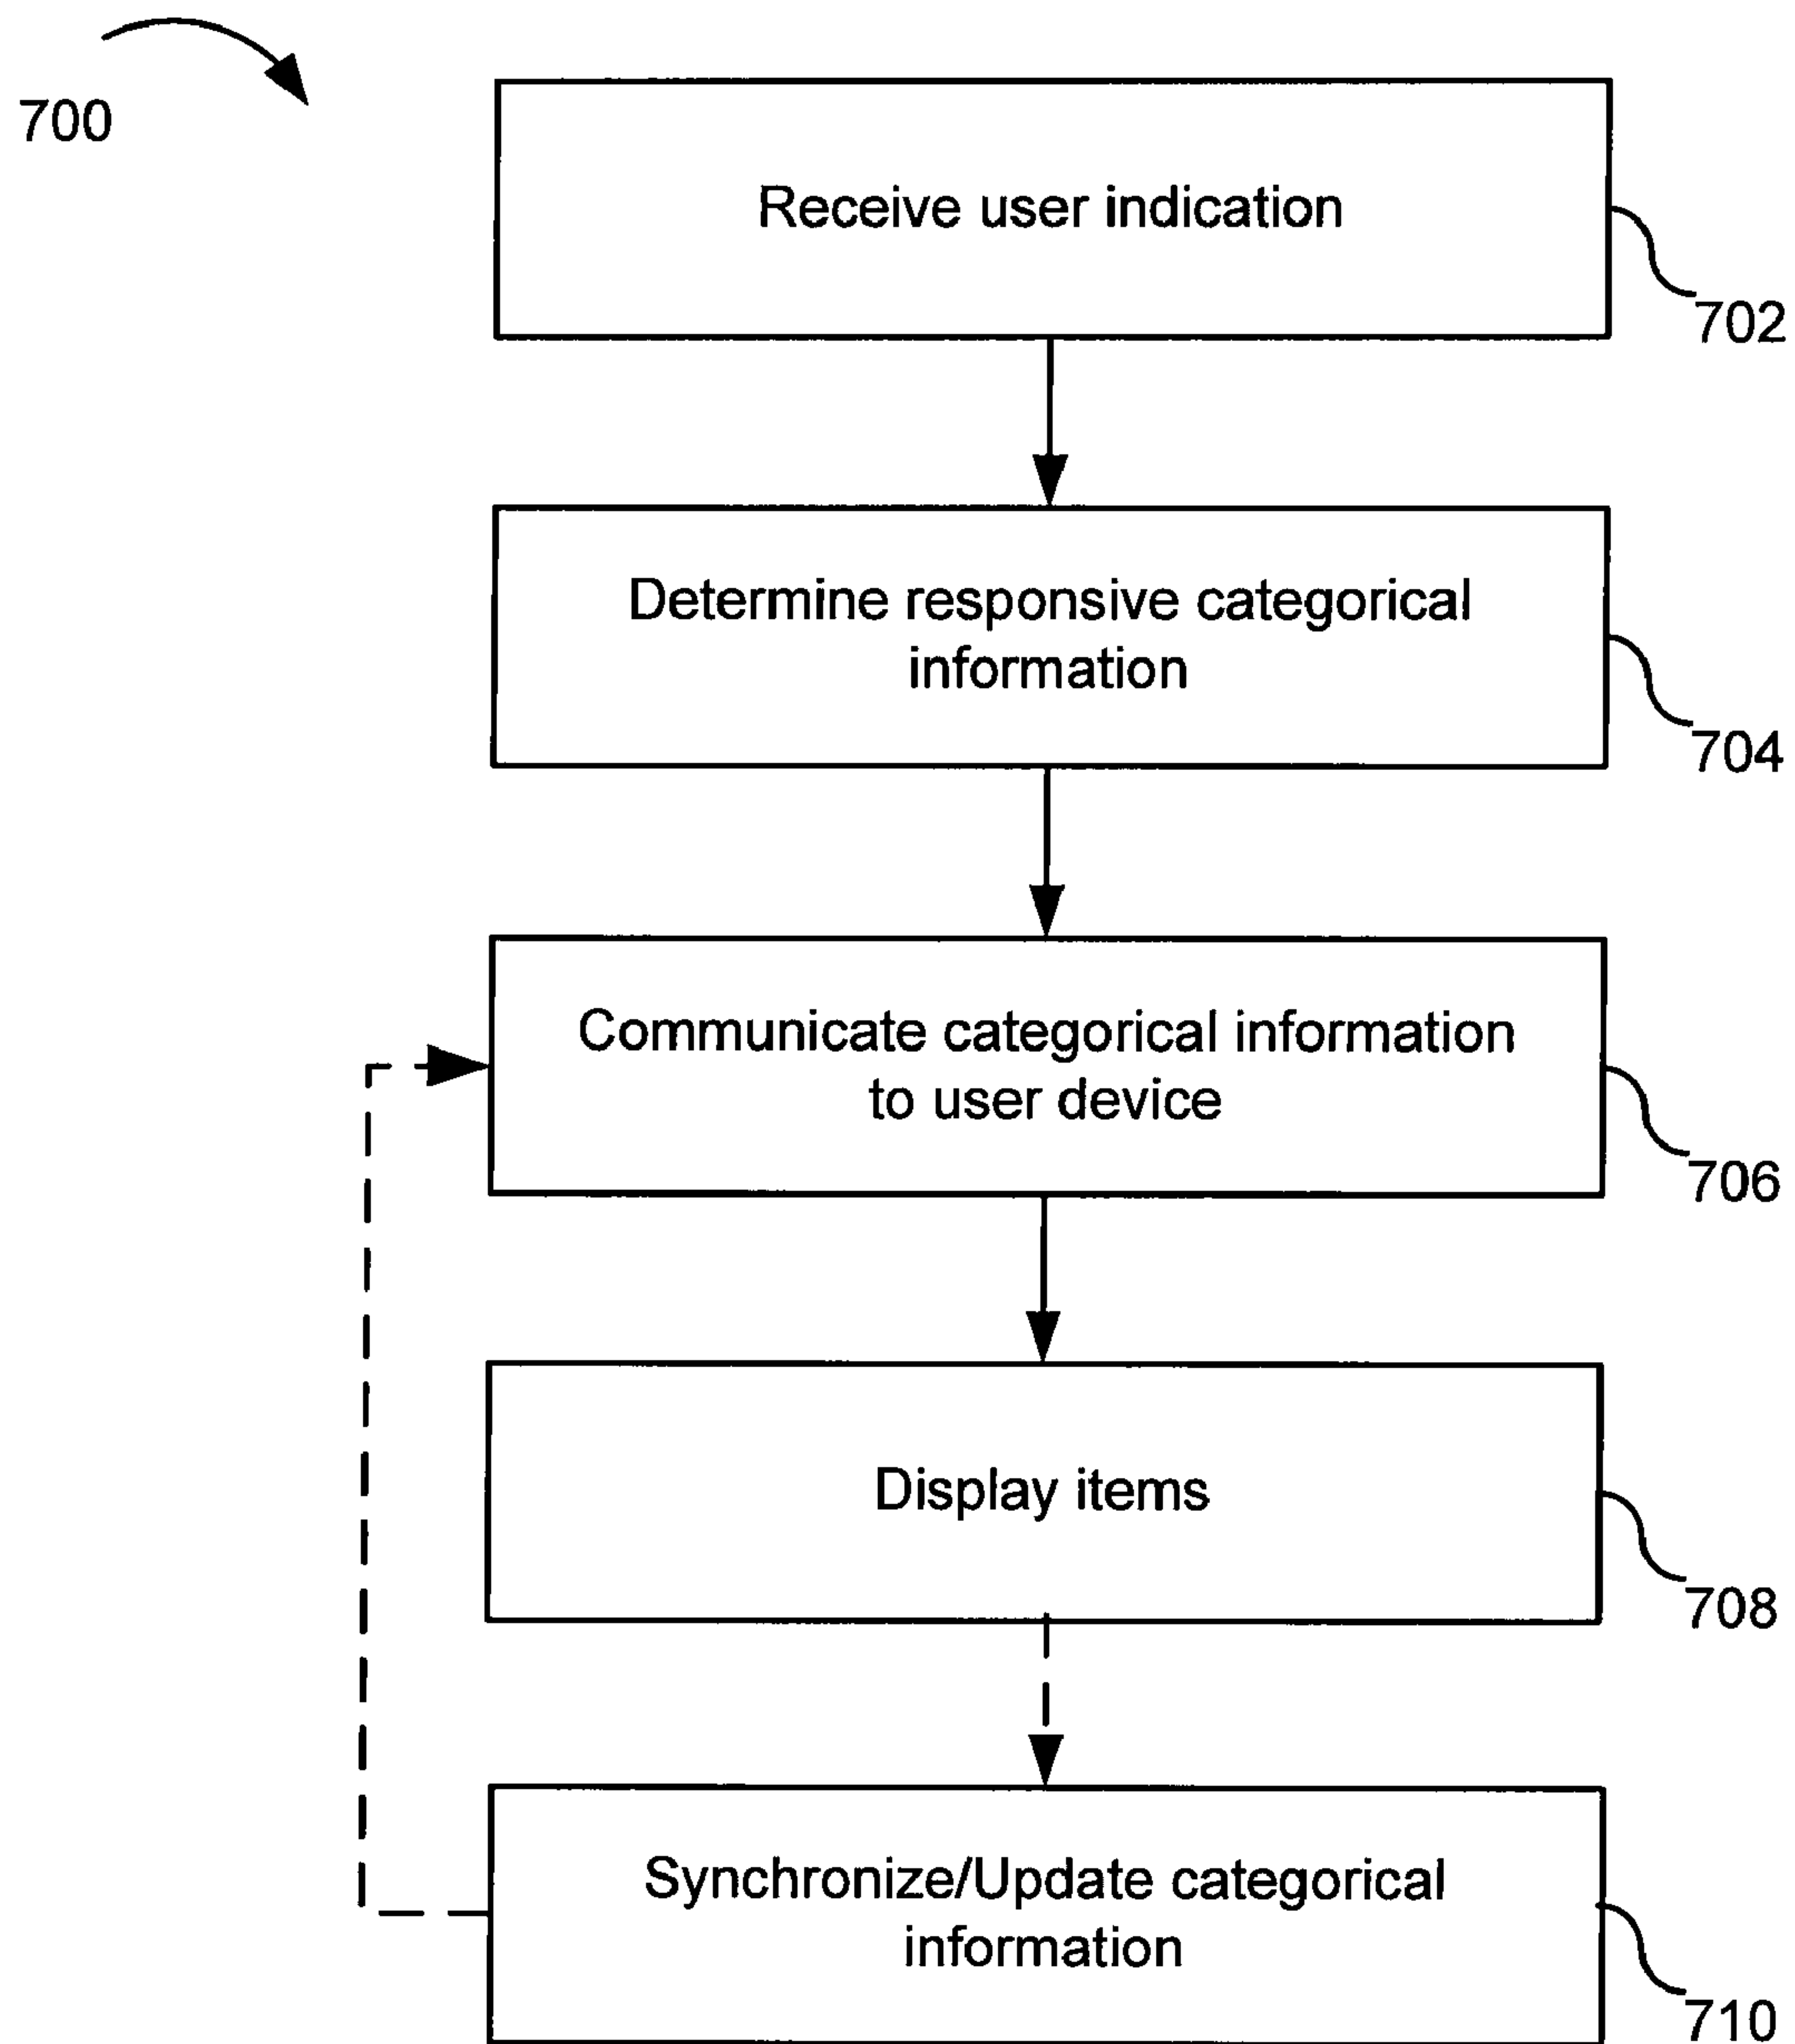 700
Receive user indication
702
Determine responsive categorical
information
704
Communicate categorical information
to user device
706
Display items
708
Synchronize/Update categorical
information
710